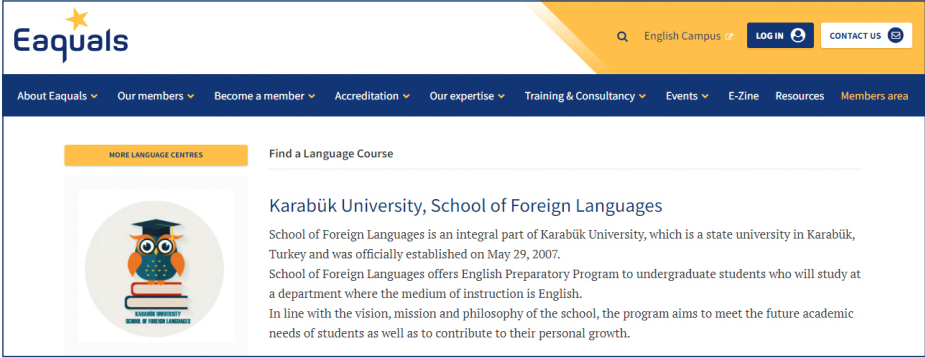 Eaquals
English Campus
LOG IN
CONTACT US
About Eaquals
Our members
Become a member
Accreditation
Our expertise
Training & Consultancy
Events
E-Zine
Resources
Members area
MORE LANGUAGE CENTRES
Find a Language Course
KARABÜK UNIVERSITY
SCHOOL OF FOREIGN LANGUAGES
Karabük University, School of Foreign Languages
School of Foreign Languages is an integral part of Karabük University, which is a state university in Karabük,
Turkey and was officially established on May 29, 2007.
School of Foreign Languages offers English Preparatory Program to undergraduate students who will study at
a department where the medium of instruction is English.
In line with the vision, mission and philosophy of the school, the program aims to meet the future academic
needs of students as well as to contribute to their personal growth.